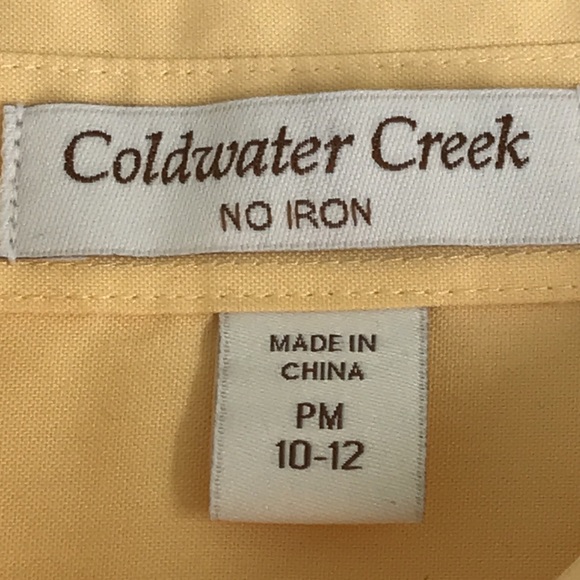 Coldwater Creek
NO IRON
MADE IN
CHINA
PM
10-12